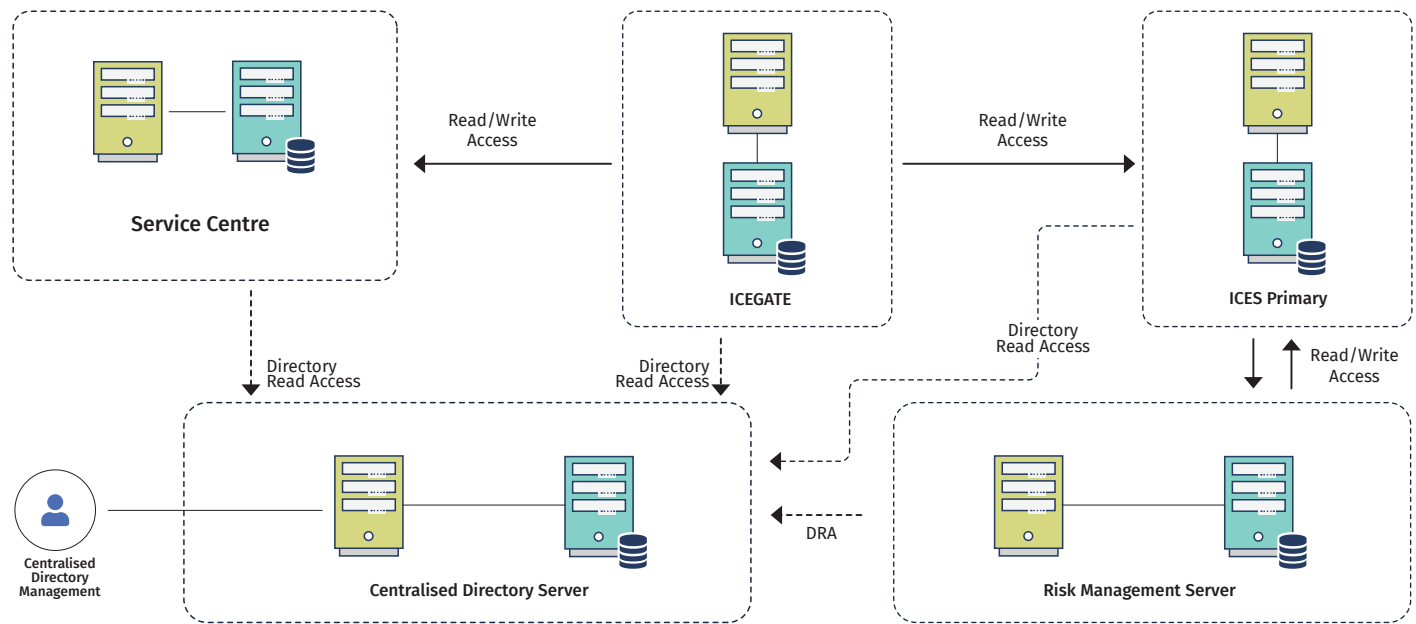 Read/Write
Access
Read/Write
Access
Service Centre
ICEGATE
ICES Primary
Directory
Read Access
Directory
Read Access
Directory
Read Access
Read/Write
Access
DRA
Centralised
Directory
Management
Centralised Directory Server
Risk Management Server